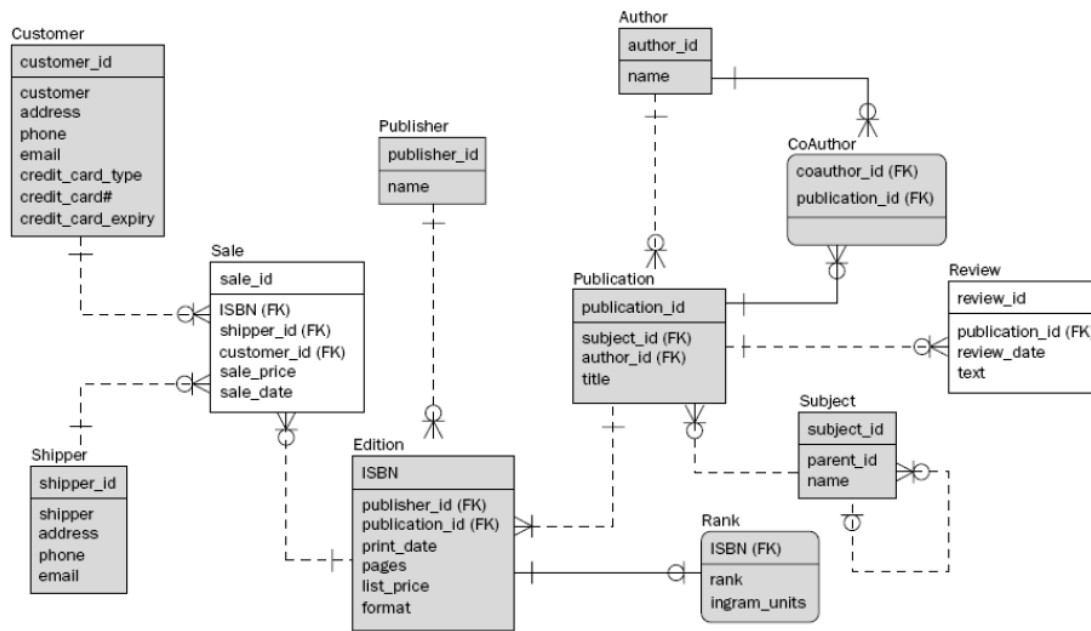 Customer
customer_id
customer
address
phone
email
credit_card_type
credit_card#
credit_card_expiry
Publisher
publisher_id
name
Author
author_id
name
CoAuthor
coauthor_id (FK)
publication_id (FK)
Sale
sale_id
ISBN (FK)
shipper_id (FK)
customer_id (FK)
sale_price
sale_date
Publication
publication_id
subject_id (FK)
author_id (FK)
title
Review
review_id
publication_id (FK)
review_date
text
Shipper
shipper_id
shipper
address
phone
email
Edition
ISBN
publisher_id (FK)
publication_id (FK)
print_date
pages
list_price
format
Subject
subject_id
parent_id
name
Rank
ISBN (FK)
rank
ingram_units